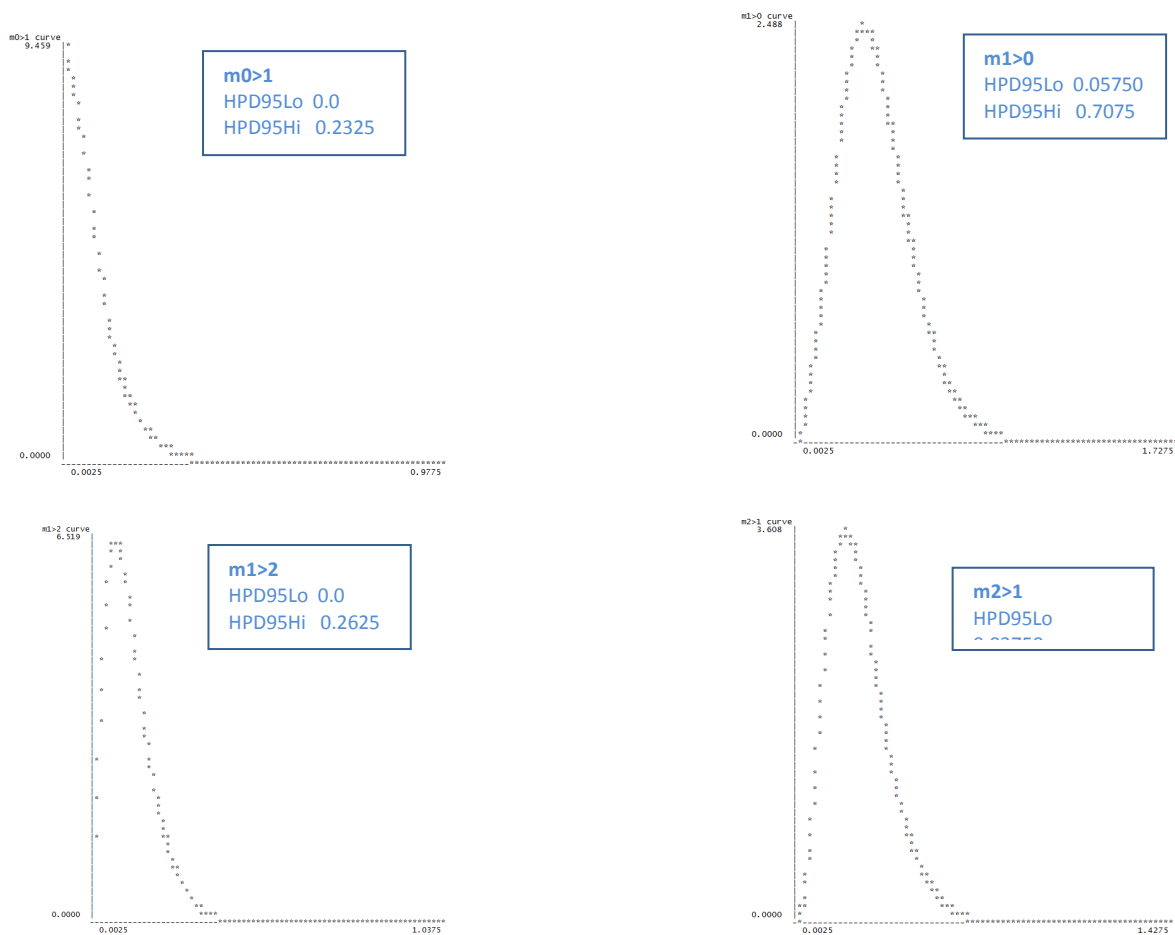 m0>1 curve
9.459
m0>1
HPD95Lo 0.0
HPD95Hi 0.2325
0.0000
0.0025
0.9775
m1>0 curve
2.488
m1>0
HPD95Lo 0.05750
HPD95Hi 0.7075
0.0000
0.0025
1.7275
m1>2 curve
6.519
m1>2
HPD95Lo 0.0
HPD95Hi 0.2625
0.0000
0.0025
1.0375
m2>1 curve
3.608
m2>1
HPD95Lo
0.0000
0.0025
1.4275